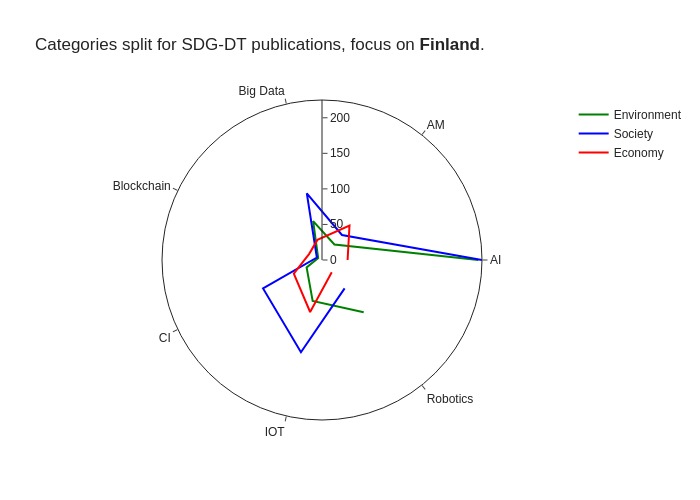 Categories split for SDG-DT publications, focus on Finland.
Big Data
AM
Environment
Society
Economy
200
150
100
50
0
Blockchain
AI
CI
Robotics
IOT